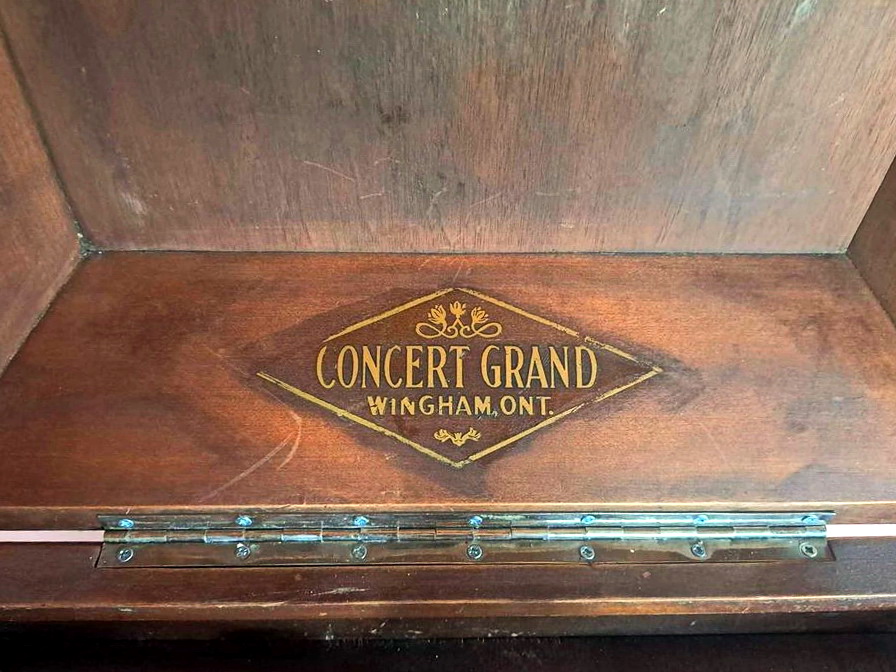 CONCERT GRAND
WINGHAM, ONT.